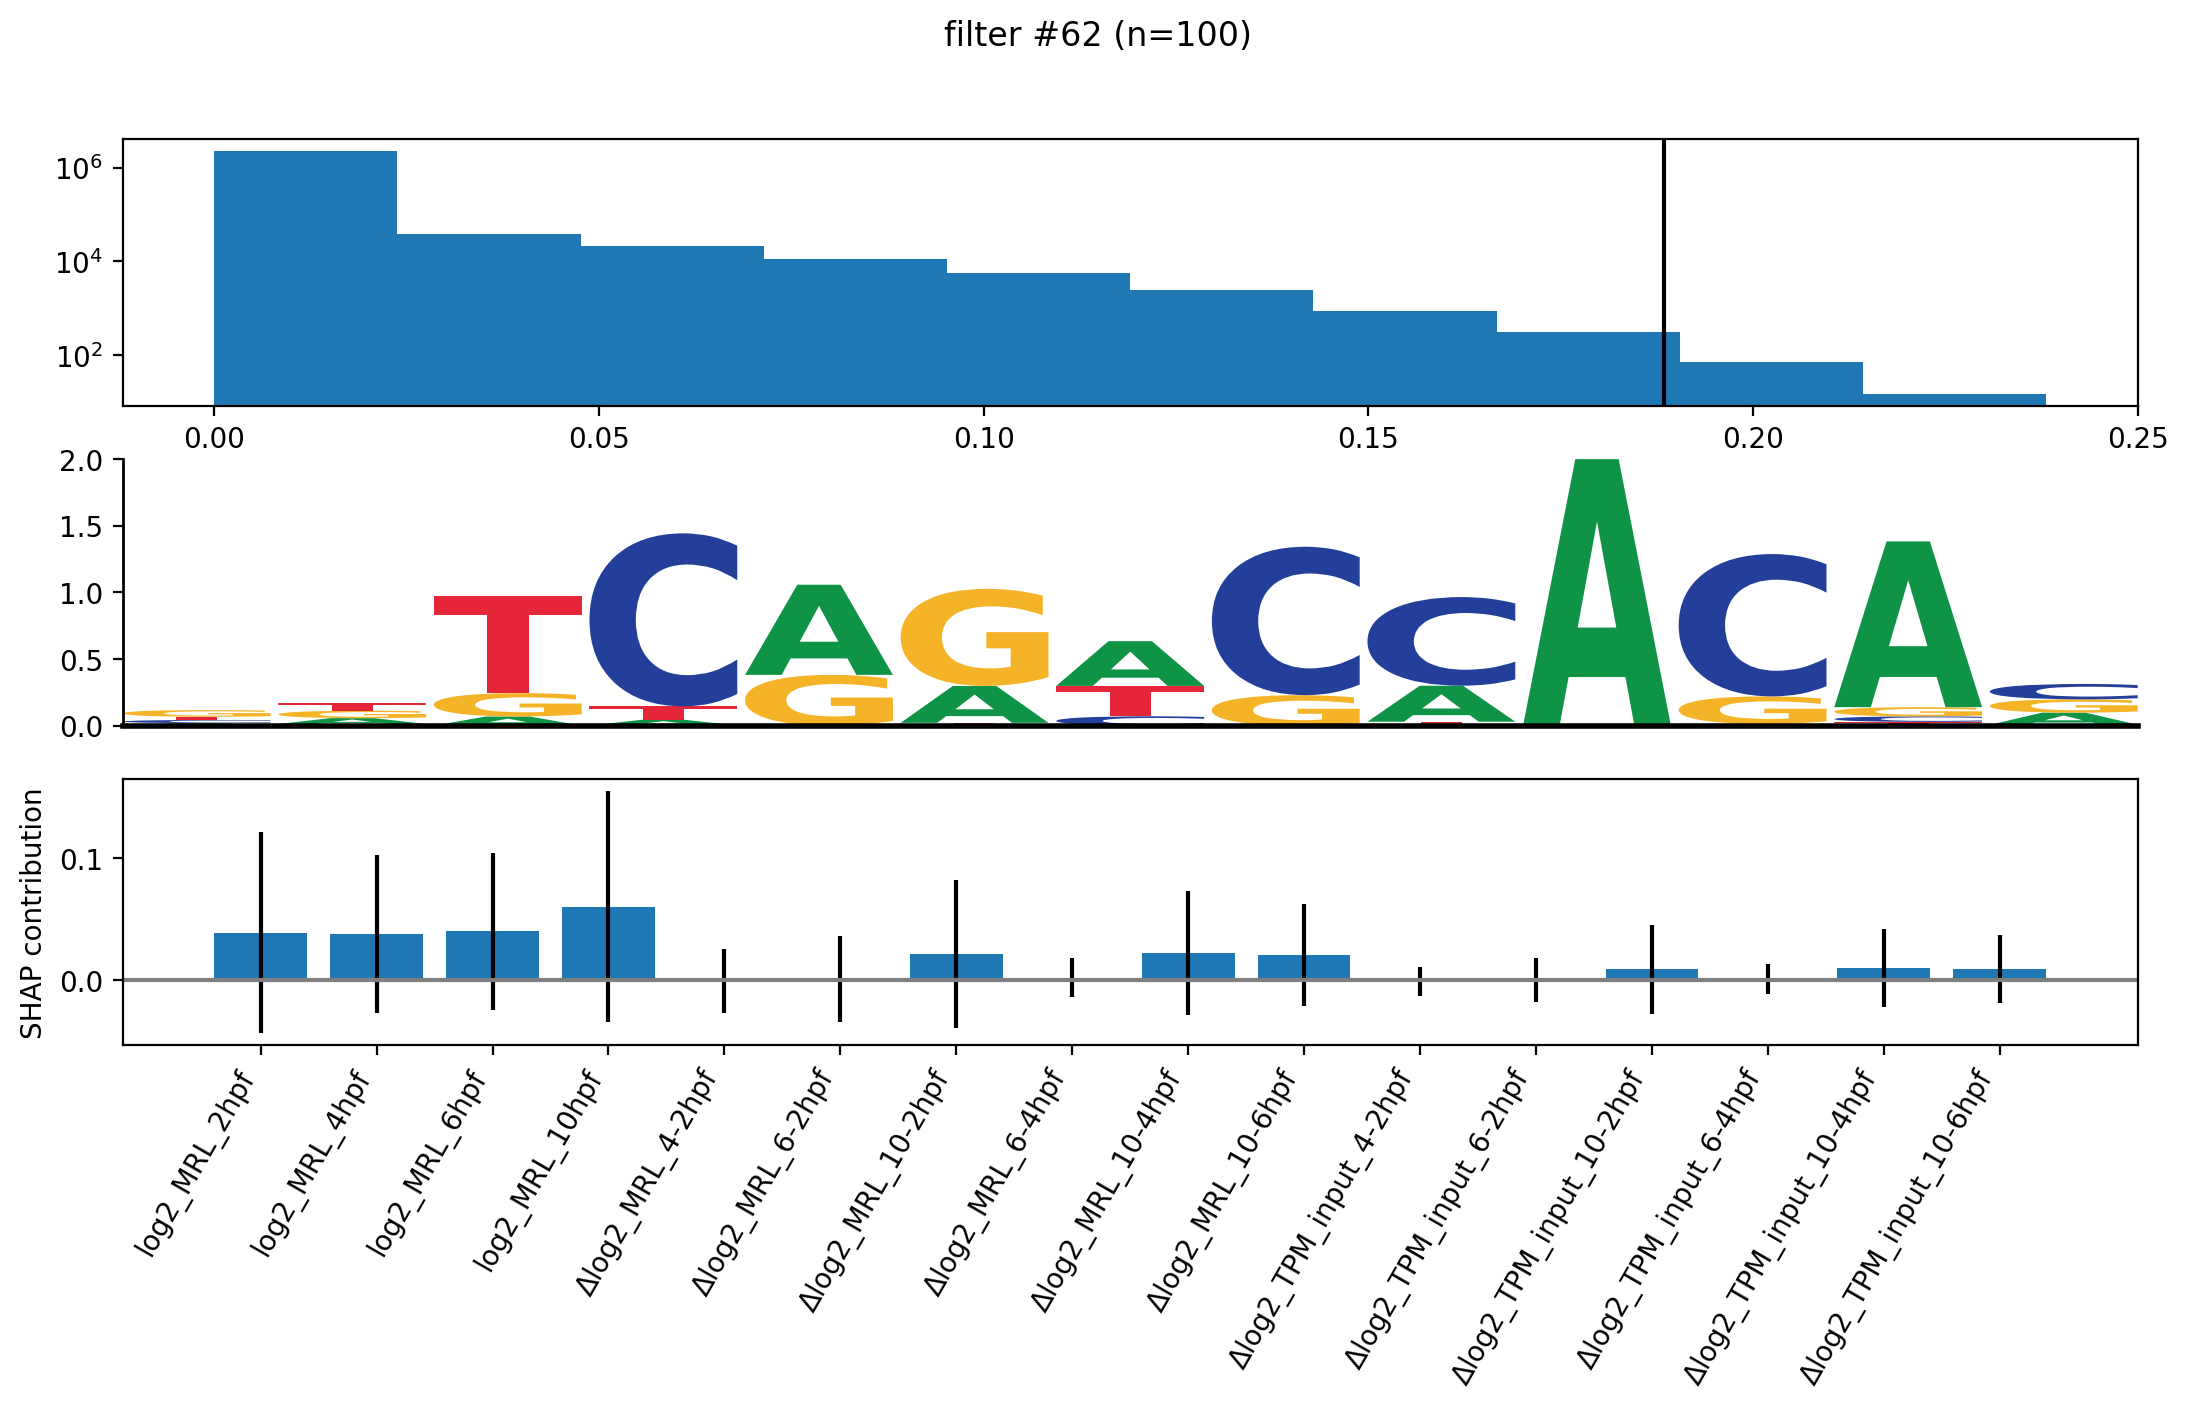 filter #62 (n=100)
10^6
10^4
10^2
0.00 0.05 0.10 0.15 0.20 0.25
2.0
1.5
1.0
0.5
0.0
TCAGACCACA
SHAP contribution
0.1
0.0
log2_MRL_2hpf
log2_MRL_4hpf
log2_MRL_6hpf
log2_MRL_10hpf
Δlog2_MRL_4-2hpf
Δlog2_MRL_6-2hpf
Δlog2_MRL_10-2hpf
Δlog2_MRL_6-4hpf
Δlog2_MRL_10-4hpf
Δlog2_MRL_10-6hpf
Δlog2_TPM_input_4-2hpf
Δlog2_TPM_input_6-2hpf
Δlog2_TPM_input_10-2hpf
Δlog2_TPM_input_6-4hpf
Δlog2_TPM_input_10-4hpf
Δlog2_TPM_input_10-6hpf